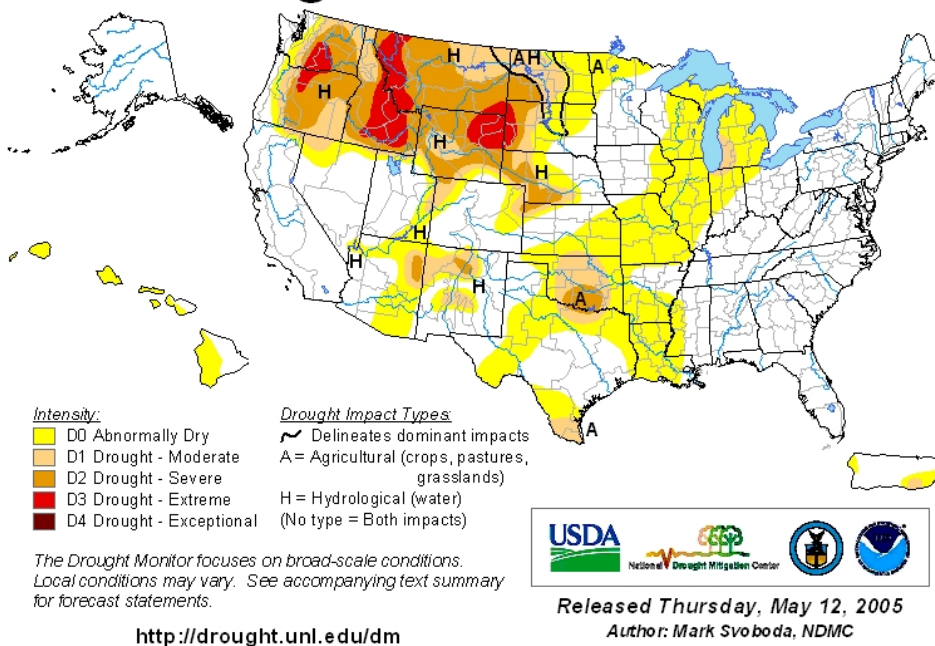 H
AH
A
H
H
H
H
H
H
A
A
Intensity:
D0 Abnormally Dry
D1 Drought - Moderate
D2 Drought - Severe
D3 Drought - Extreme
D4 Drought - Exceptional
Drought Impact Types:
Delineates dominant impacts
A = Agricultural (crops, pastures,
grasslands)
H = Hydrological (water)
(No type = Both impacts)
The Drought Monitor focuses on broad-scale conditions.
Local conditions may vary. See accompanying text summary
for forecast statements.
http://drought.unl.edu/dm
USDA
National Drought Mitigation Center
Released Thursday, May 12, 2005
Author: Mark Svoboda, NDMC